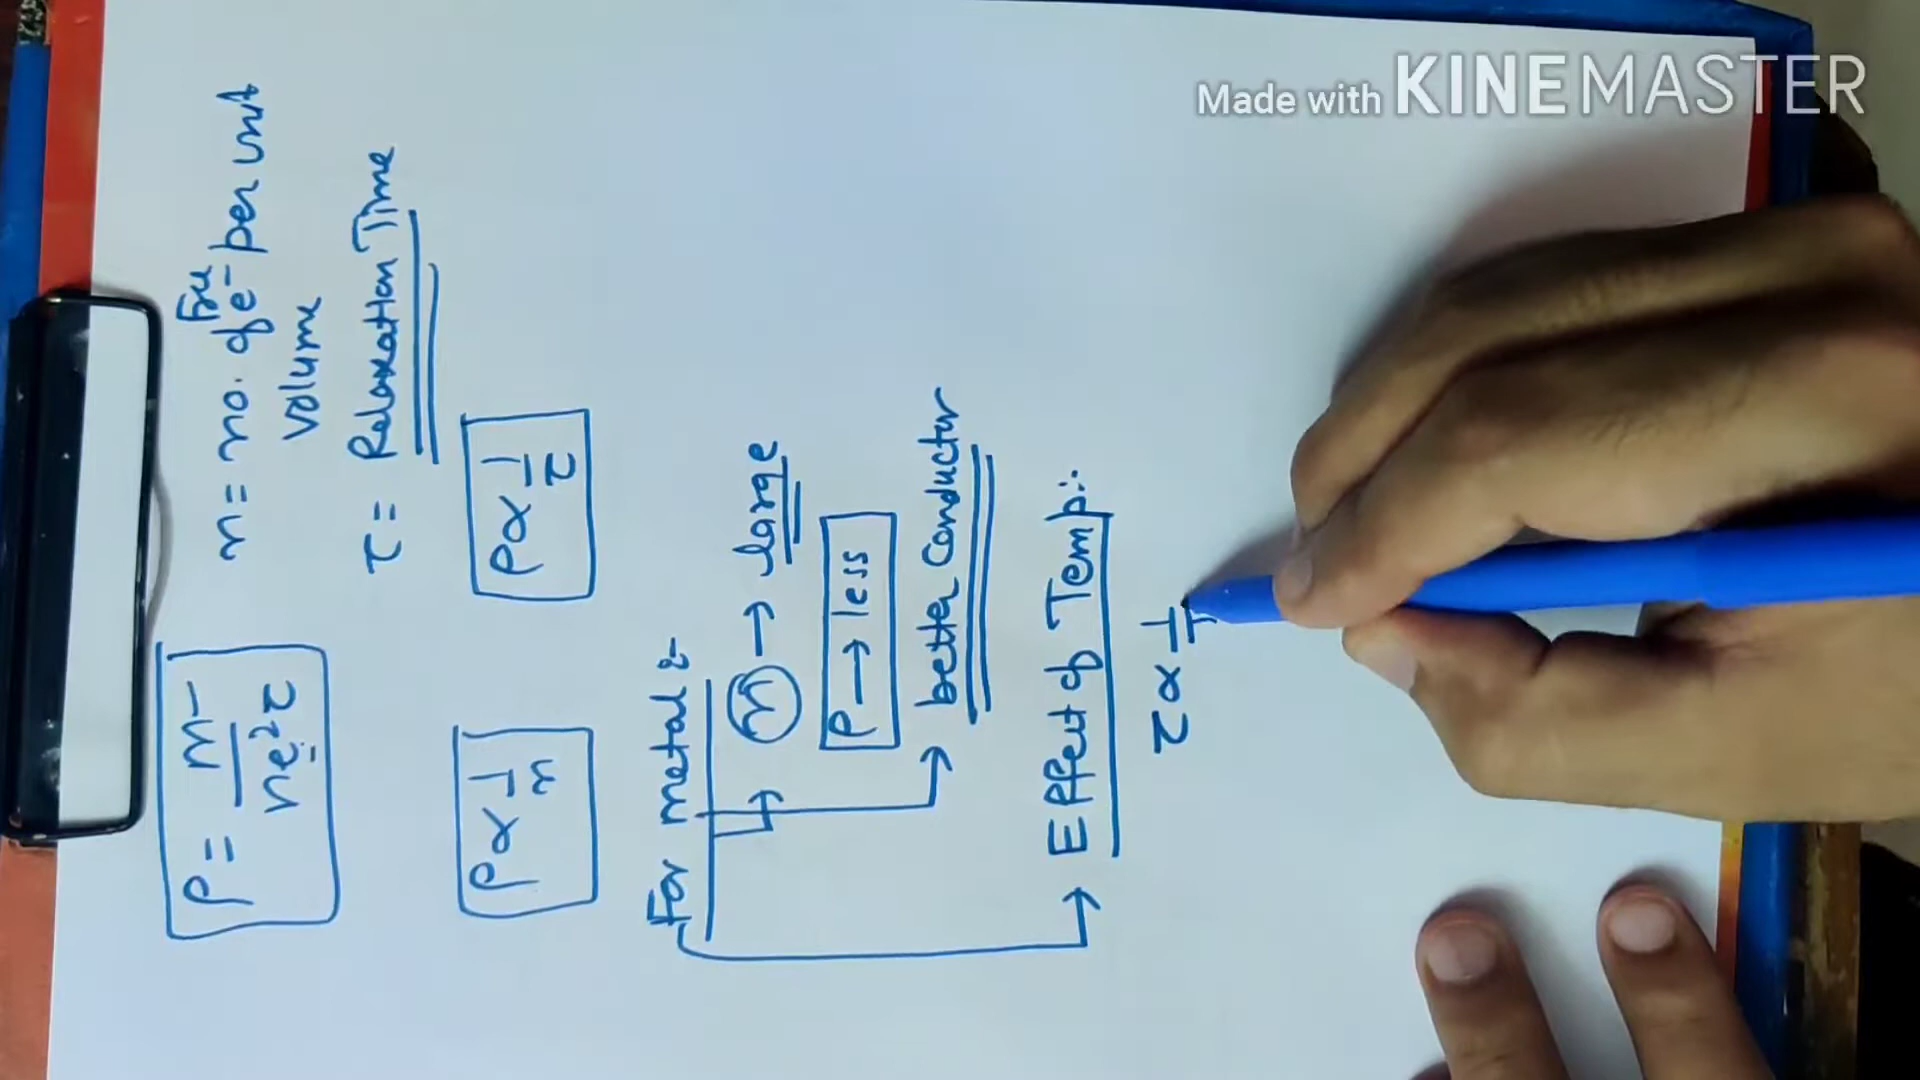 Made with KINEMASTER
ρ = m / ne²τ
n = no. of free e⁻ per unit
volume
τ = Relaxation Time
ρ ∝ 1/n
ρ ∝ 1/τ
For metal :-
n → large
ρ → less
better conductor
Effect of Temp :-
τ ∝ 1/T